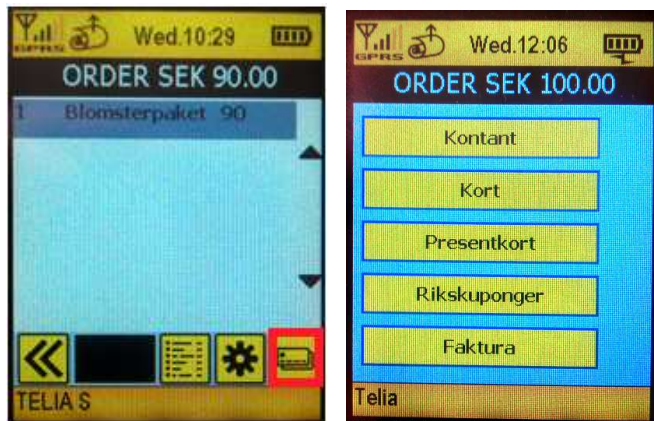 GPRS Wed.10:29
ORDER SEK 90.00
1 Blomsterpaket 90
TELIA S
GPRS Wed.12:06
ORDER SEK 100.00
Kontant
Kort
Presentkort
Rikskuponger
Faktura
Telia